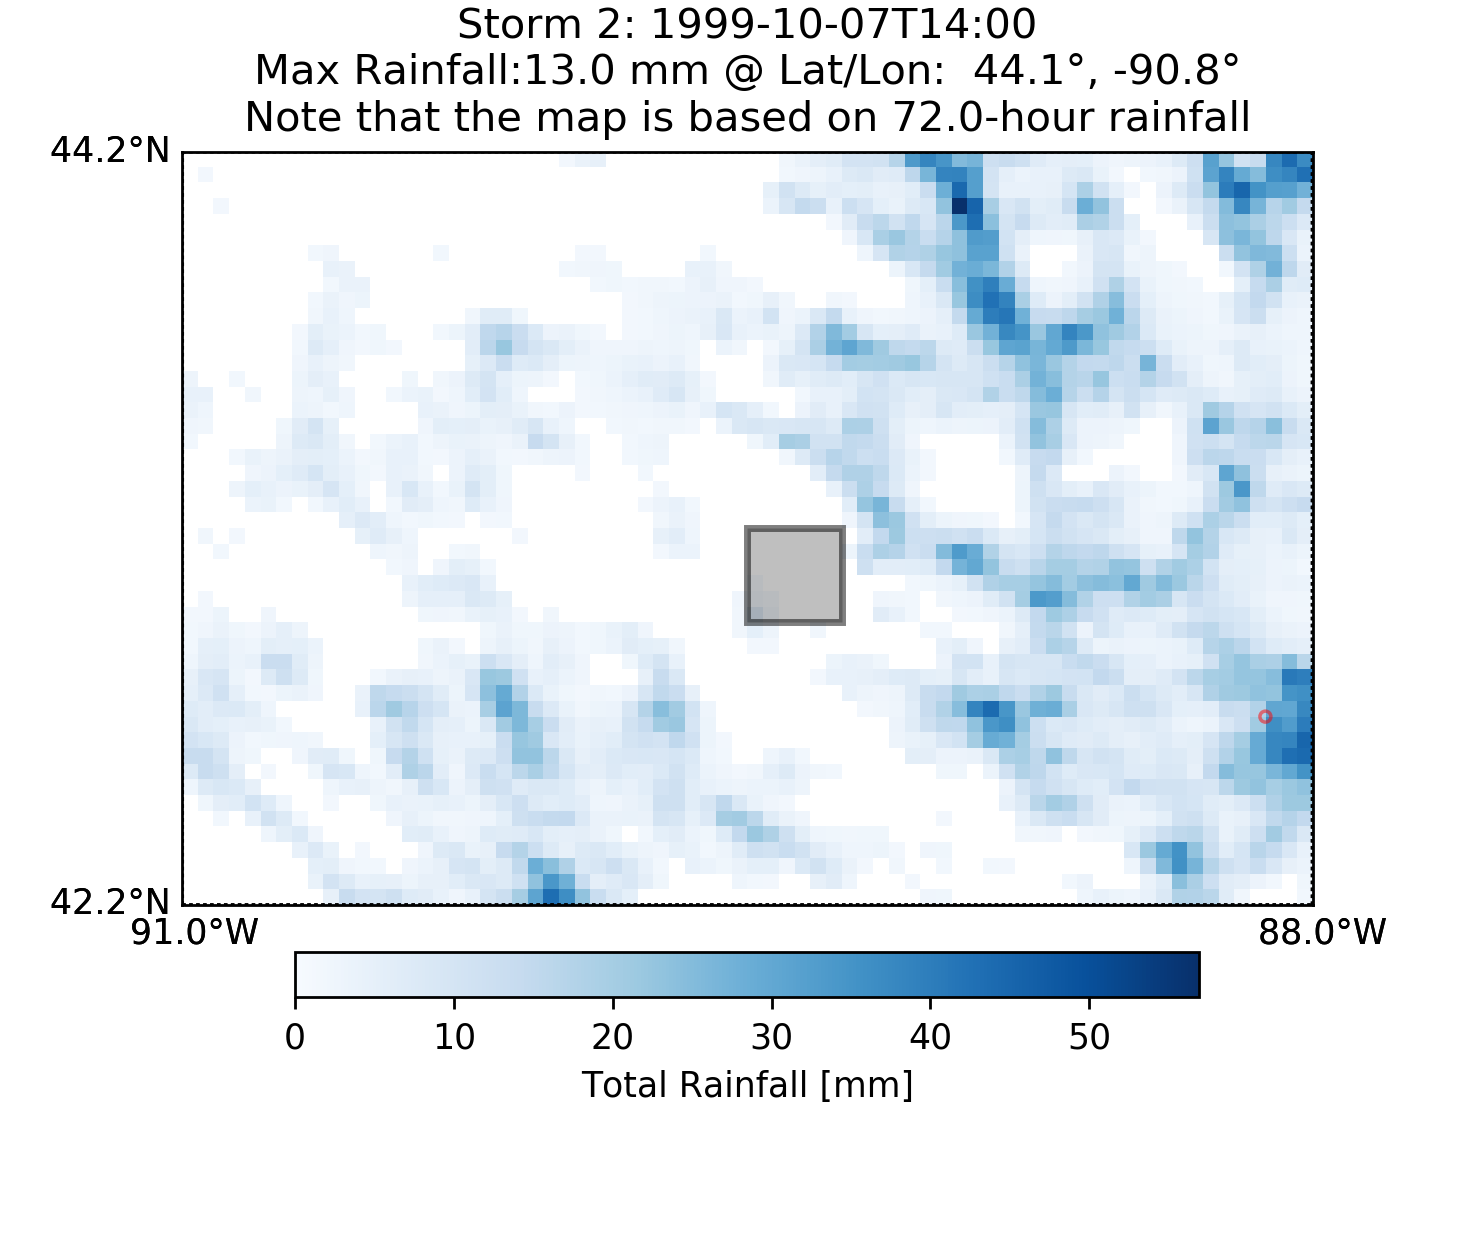 Storm 2: 1999-10-07T14:00
Max Rainfall:13.0 mm @ Lat/Lon:  44.1°, -90.8°
Note that the map is based on 72.0-hour rainfall
44.2°N
42.2°N
91.0°W 88.0°W
0 10 20 30 40 50
Total Rainfall [mm]